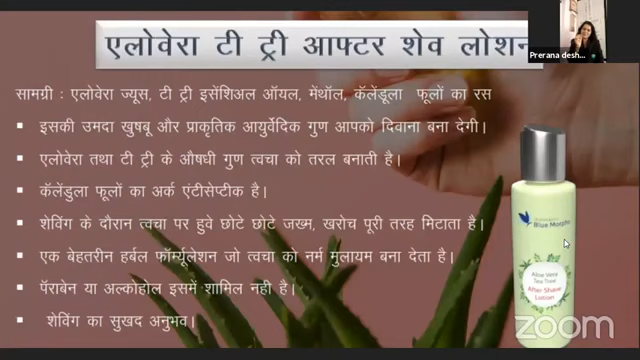 एलोवेरा टी ट्री आफ्टर शेव लोशन
सामग्री : एलोवेरा ज्यूस, टी ट्री इसेंशिअल ऑयल, मेंथॉल, कॅलेंडूला फूलों का रस
इसकी उमदा खुषबू और प्राकृतिक आयुर्वेदिक गुण आपको दिवाना बना देगी।
एलोवेरा तथा टी ट्री के औषधी गुण त्वचा को तरल बनाती है।
कॅलेंडुला फूलों का अर्क एंटीसेप्टीक है।
शेविंग के दौरान त्वचा पर हुवे छोटे छोटे जख्म, खरोच पूरी तरह मिटाता है।
एक बेहतरीन हर्बल फॉर्म्यूलेशन जो त्वचा को नर्म मुलायम बना देता है।
पॅराबेन या अल्कोहोल इसमें शामिल नही है।
शेविंग का सुखद अनुभव।
Prerana desh...
Blue Morpho
Aloe Vera
Tea Tree
After Shave
Lotion
zoom